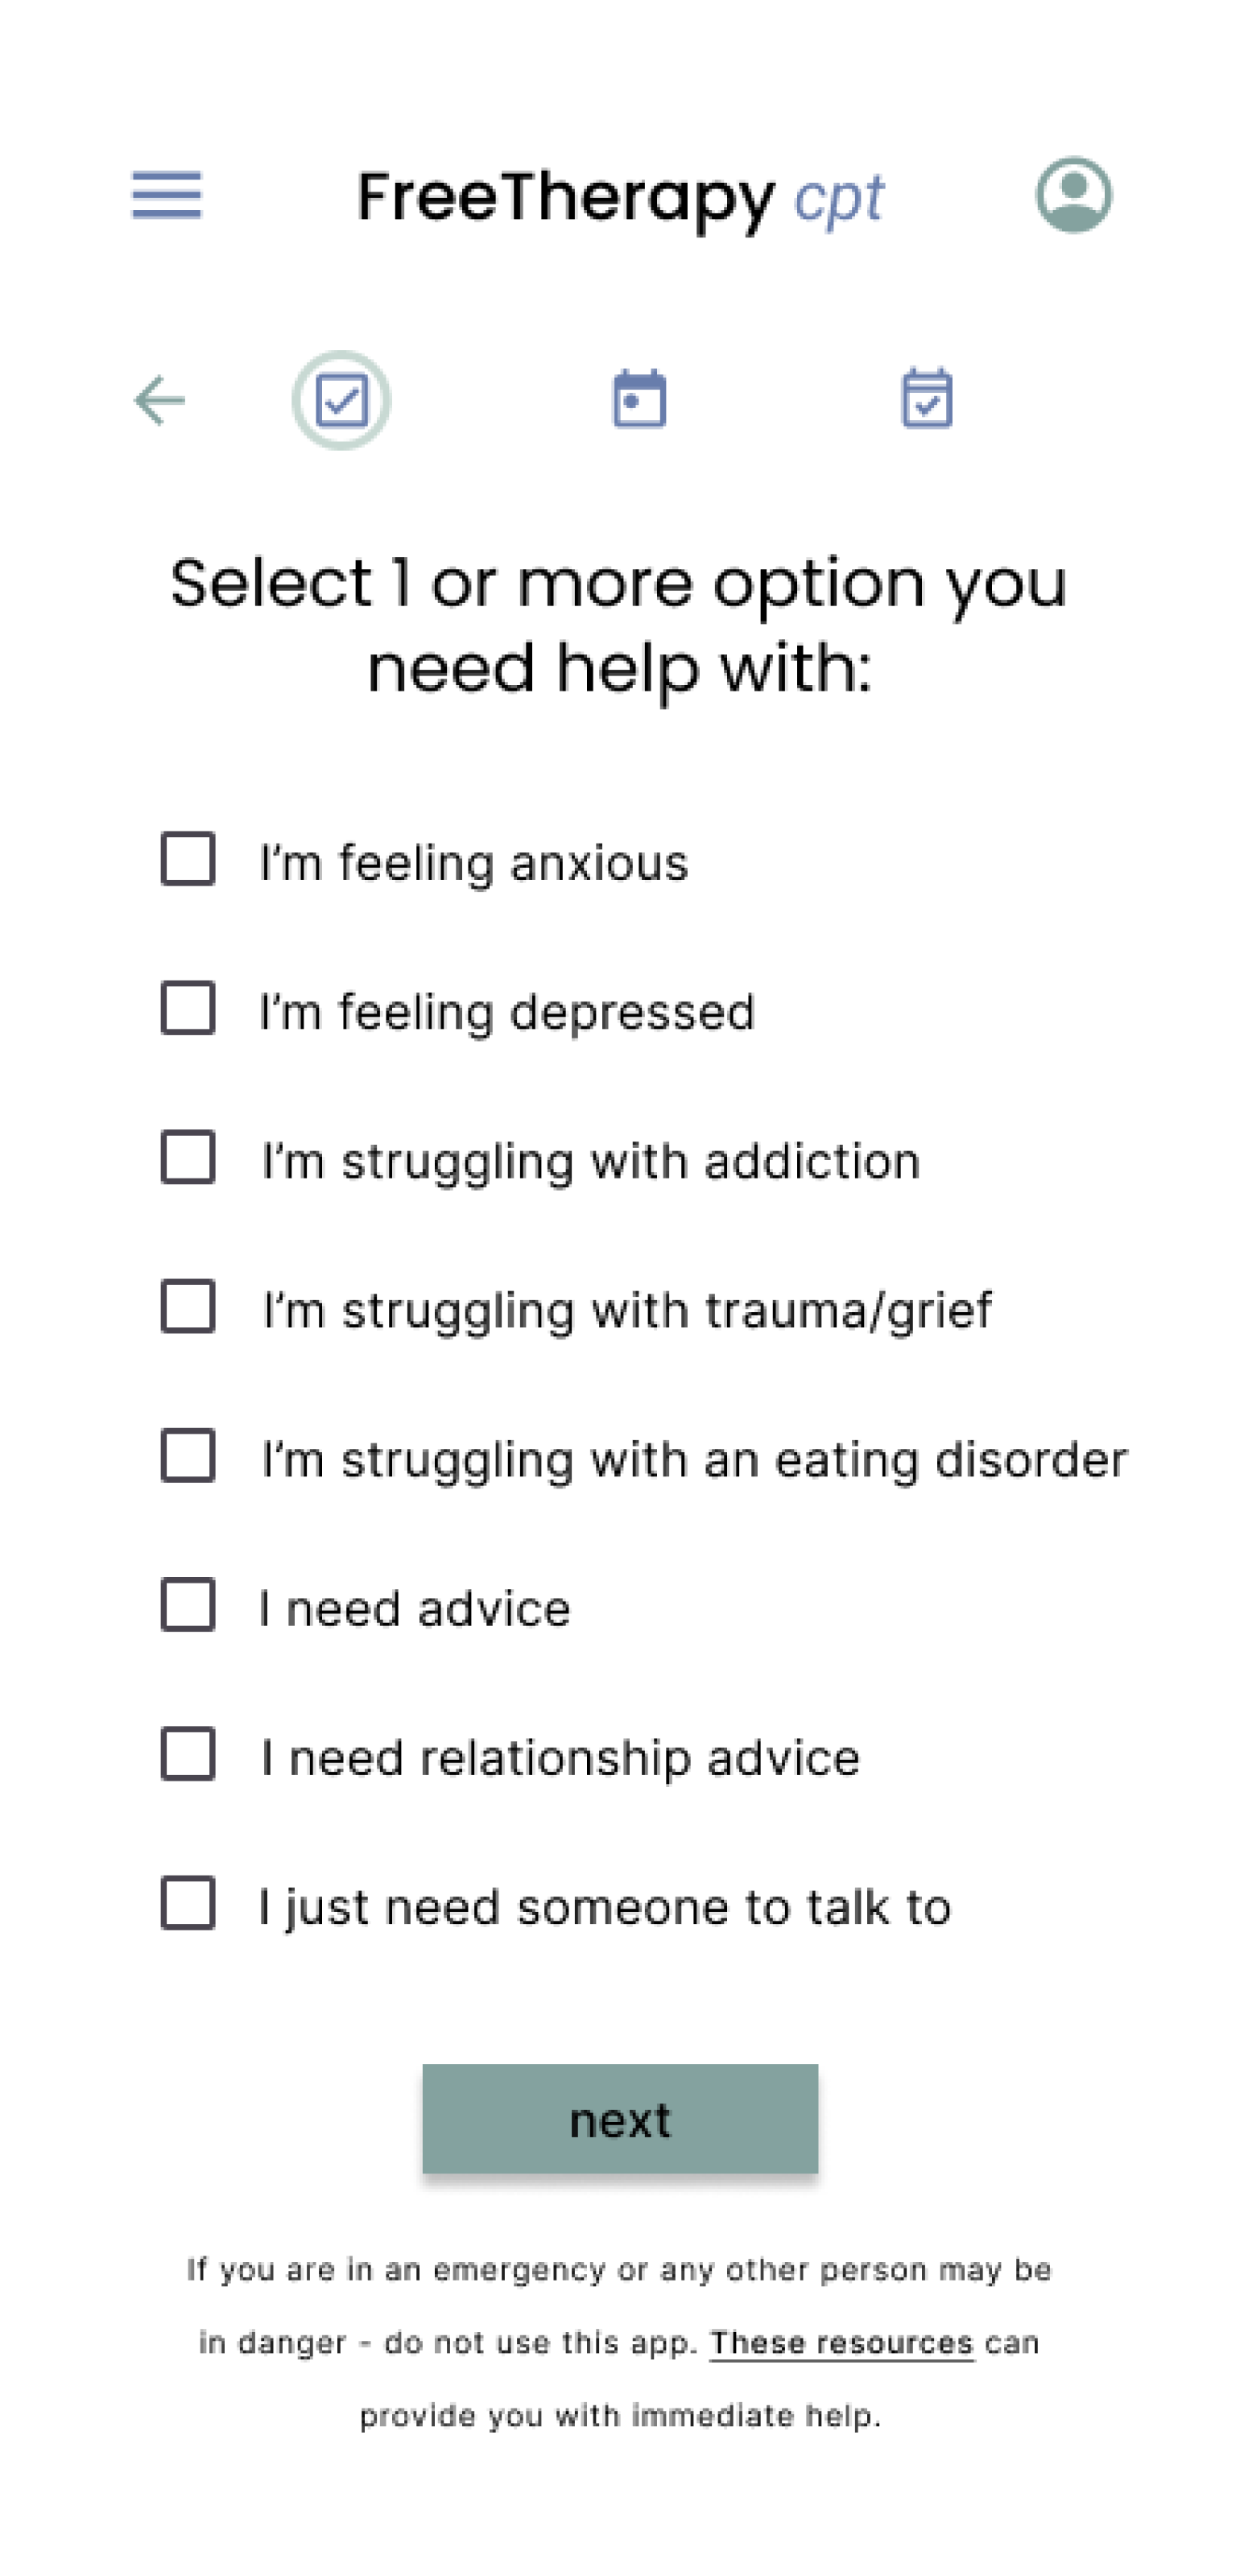 FreeTherapy cpt
Select 1 or more option you
need help with:
I'm feeling anxious
I'm feeling depressed
I'm struggling with addiction
I'm struggling with trauma/grief
I'm struggling with an eating disorder
I need advice
I need relationship advice
I just need someone to talk to
next
If you are in an emergency or any other person may be
in danger - do not use this app. These resources can
provide you with immediate help.